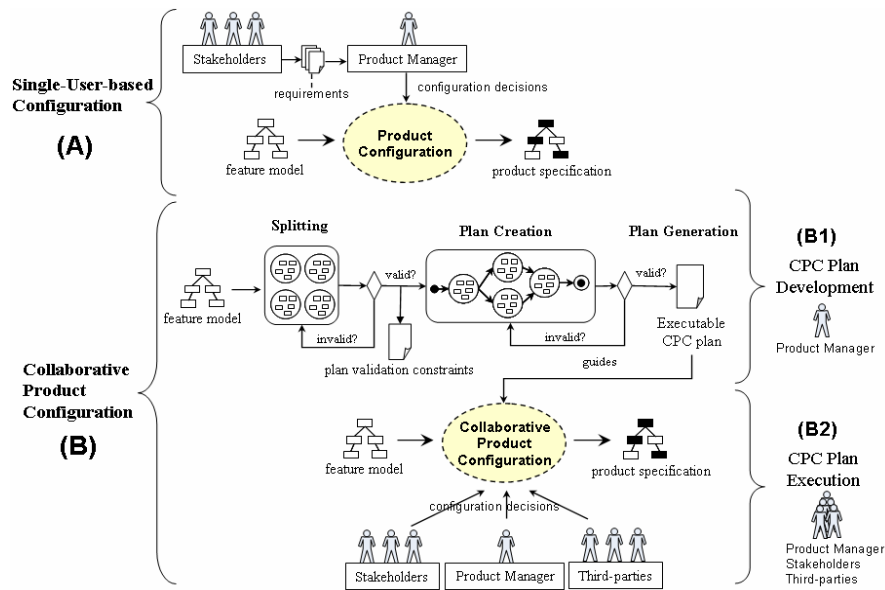 Stakeholders
Product Manager
requirements
configuration decisions
Single-User-based
Configuration
(A)
feature model
Product
Configuration
product specification
Splitting
Plan Creation
Plan Generation
feature model
valid?
invalid?
plan validation constraints
invalid?
valid?
Executable
CPC plan
guides
(B1)
CPC Plan
Development
Product Manager
Collaborative
Product
Configuration
(B)
feature model
Collaborative
Product
Configuration
product specification
configuration decisions
Stakeholders
Product Manager
Third-parties
(B2)
CPC Plan
Execution
Product Manager
Stakeholders
Third-parties